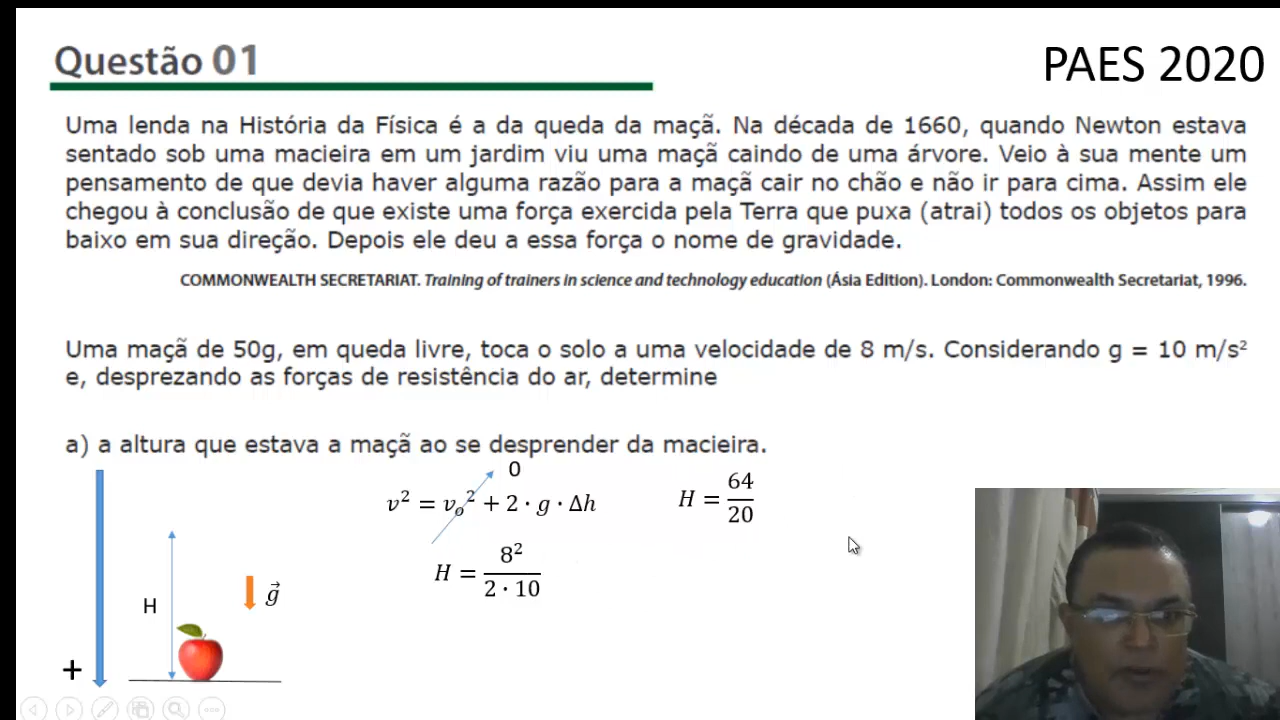 Questão 01
PAES 2020
Uma lenda na História da Física é a da queda da maçã. Na década de 1660, quando Newton estava
sentado sob uma macieira em um jardim viu uma maçã caindo de uma árvore. Veio à sua mente um
pensamento de que devia haver alguma razão para a maçã cair no chão e não ir para cima. Assim ele
chegou à conclusão de que existe uma força exercida pela Terra que puxa (atrai) todos os objetos para
baixo em sua direção. Depois ele deu a essa força o nome de gravidade.
COMMONWEALTH SECRETARIAT. Training of trainers in science and technology education (Ásia Edition). London: Commonwealth Secretariat, 1996.
Uma maçã de 50g, em queda livre, toca o solo a uma velocidade de 8 m/s. Considerando g = 10 m/s²
e, desprezando as forças de resistência do ar, determine
a) a altura que estava a maçã ao se desprender da macieira.
0
v² = vₒ² + 2 · g · Δh
H = 64/20
H = 8²/2 · 10
H
g⃗
+